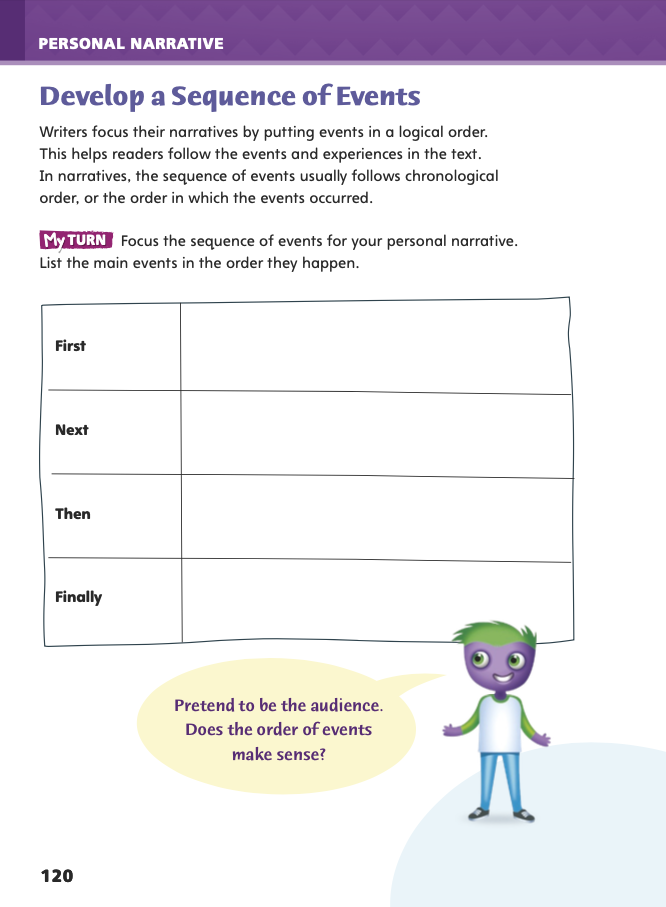 PERSONAL NARRATIVE
Develop a Sequence of Events
Writers focus their narratives by putting events in a logical order.
This helps readers follow the events and experiences in the text.
In narratives, the sequence of events usually follows chronological
order, or the order in which the events occurred.
My TURN Focus the sequence of events for your personal narrative.
List the main events in the order they happen.
First
Next
Then
Finally
Pretend to be the audience.
Does the order of events
make sense?
120